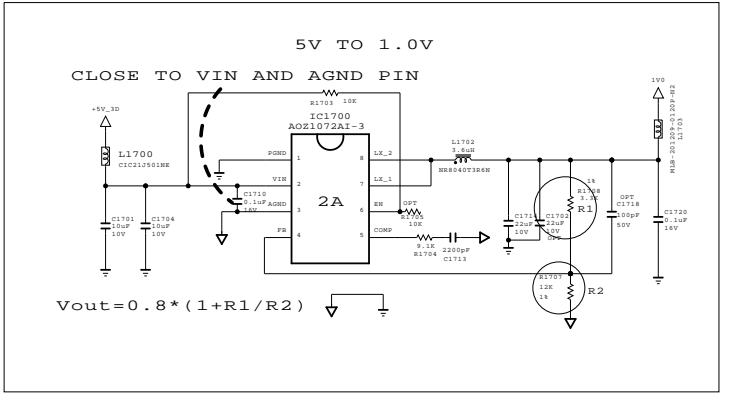 5V TO 1.0V
CLOSE TO VIN AND AGND PIN
R1703 10K
+5V_3D
L1700
CIC21J501NE
C1701
10uF
10V
C1704
10uF
10V
C1710
0.1uF
16V
IC1700
AOZ1072AI-3
PGND 1
VIN 2
AGND 3
FB 4
2A
8 LX_2
7 LX_1
6 EN
5 COMP
OPT
R1705
10K
9.1K
R1704
2200pF
C1713
L1702
3.6uH
NR8040T3R6N
22uF
10V
C1702
22uF
10V
OPT
1%
R1708
3.3K
R1
R1707
12K
1%
R2
OPT
C1718
100pF
50V
1V0
L1703
C1720
0.1uF
16V
Vout=0.8*(1+R1/R2)